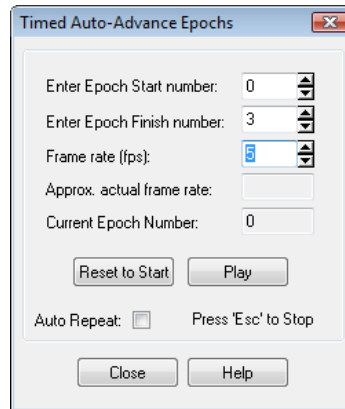 Timed Auto-Advance Epochs
Enter Epoch Start number: 0
Enter Epoch Finish number: 3
Frame rate (fps): 5
Approx. actual frame rate:
Current Epoch Number: 0
Reset to Start Play
Auto Repeat: Press 'Esc' to Stop
Close Help